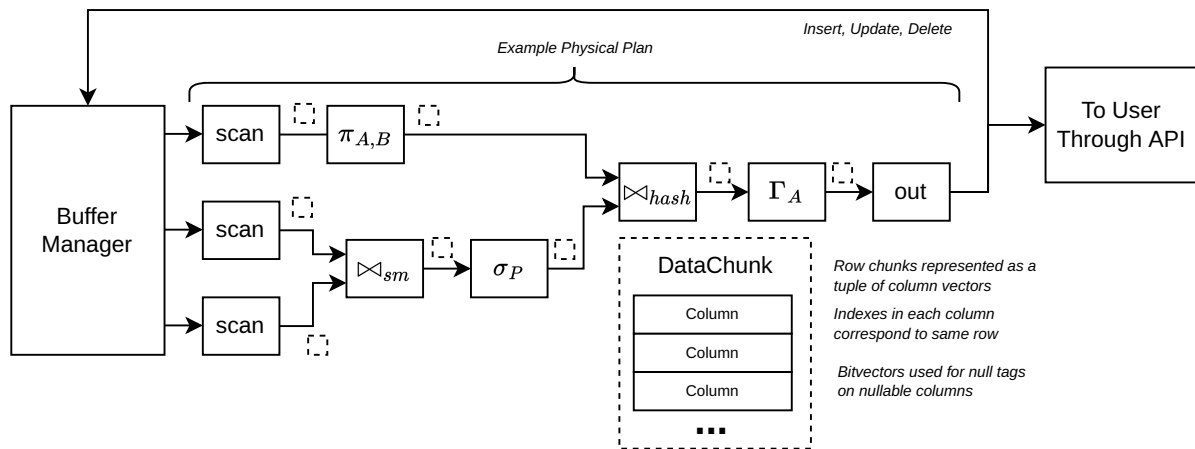 Insert, Update, Delete
Example Physical Plan
Buffer
Manager
scan
π_{A,B}
scan
scan
⋈_{sm}
σ_P
⋈_{hash}
Γ_A
out
To User
Through API
DataChunk
Column
Column
Column
...
Row chunks represented as a
tuple of column vectors
Indexes in each column
correspond to same row
Bitvectors used for null tags
on nullable columns